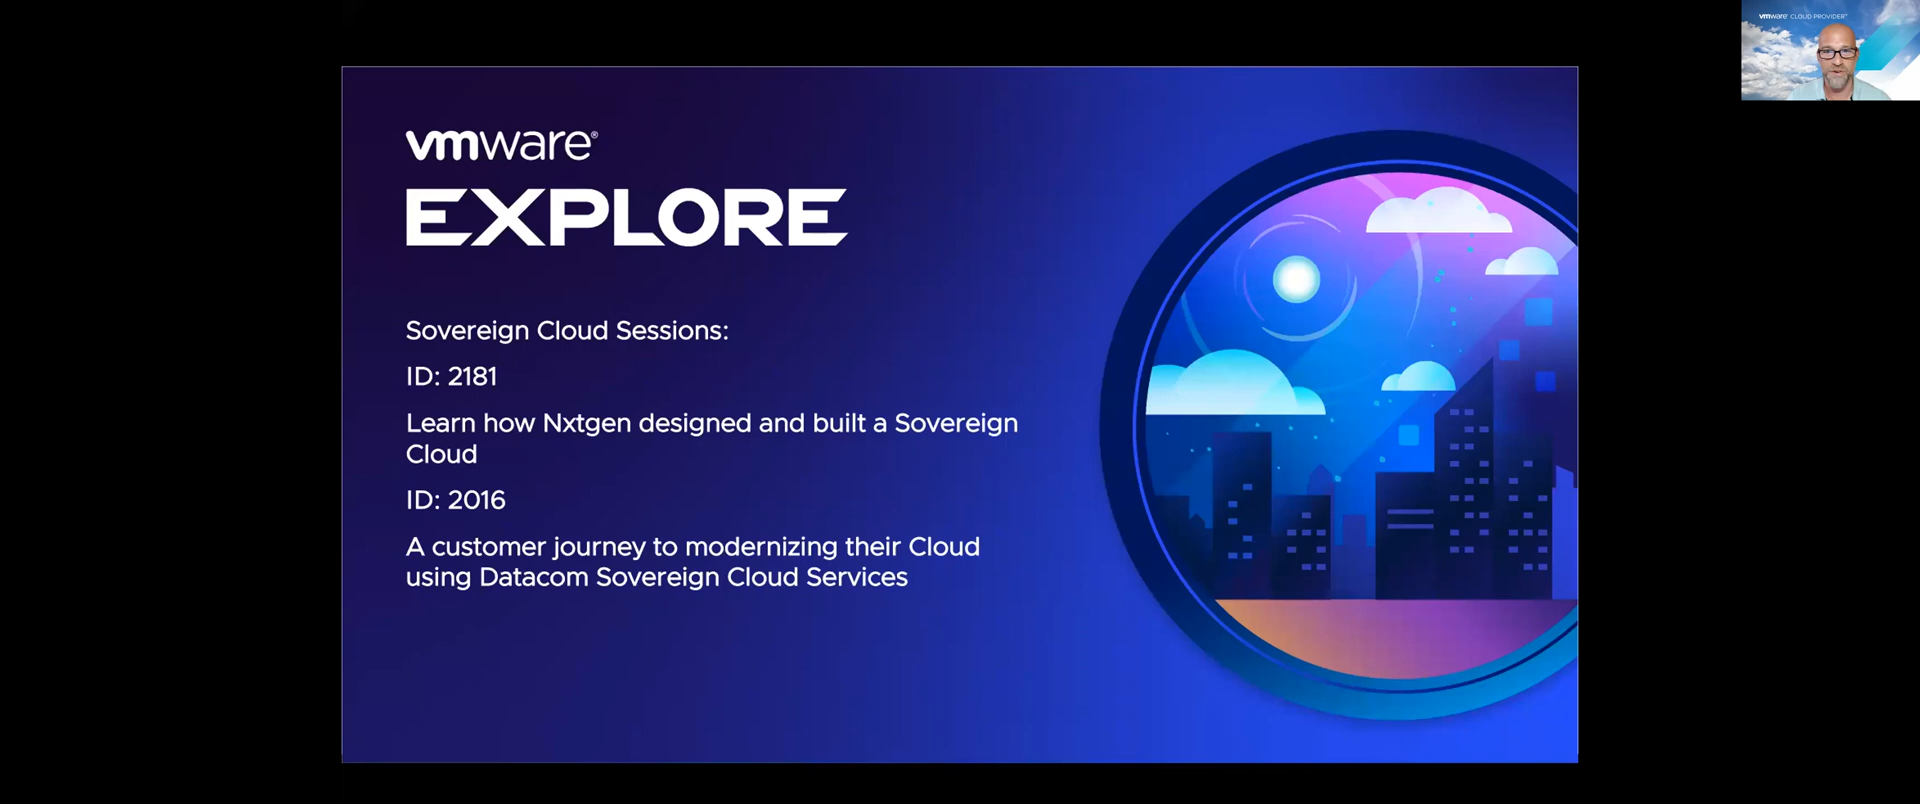 vmware®
EXPLORE
Sovereign Cloud Sessions:
ID: 2181
Learn how Nxtgen designed and built a Sovereign
Cloud
ID: 2016
A customer journey to modernizing their Cloud
using Datacom Sovereign Cloud Services
vmware CLOUD PROVIDER™